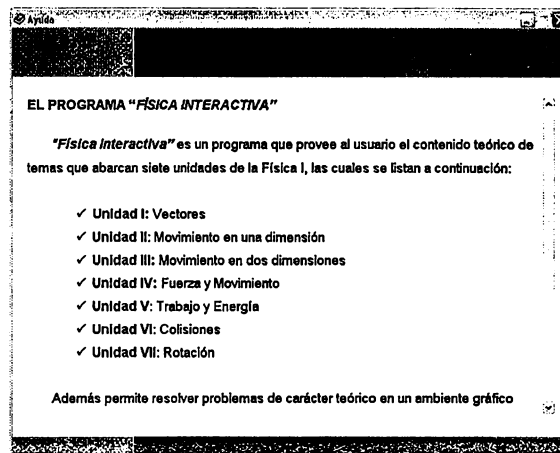 Ayuda
EL PROGRAMA “FÍSICA INTERACTIVA”
"Física Interactiva” es un programa que provee al usuario el contenido teórico de
temas que abarcan siete unidades de la Física I, las cuales se listan a continuación:
✓ Unidad I: Vectores
✓ Unidad II: Movimiento en una dimensión
✓ Unidad III: Movimiento en dos dimensiones
✓ Unidad IV: Fuerza y Movimiento
✓ Unidad V: Trabajo y Energía
✓ Unidad VI: Colisiones
✓ Unidad VII: Rotación
Además permite resolver problemas de carácter teórico en un ambiente gráfico